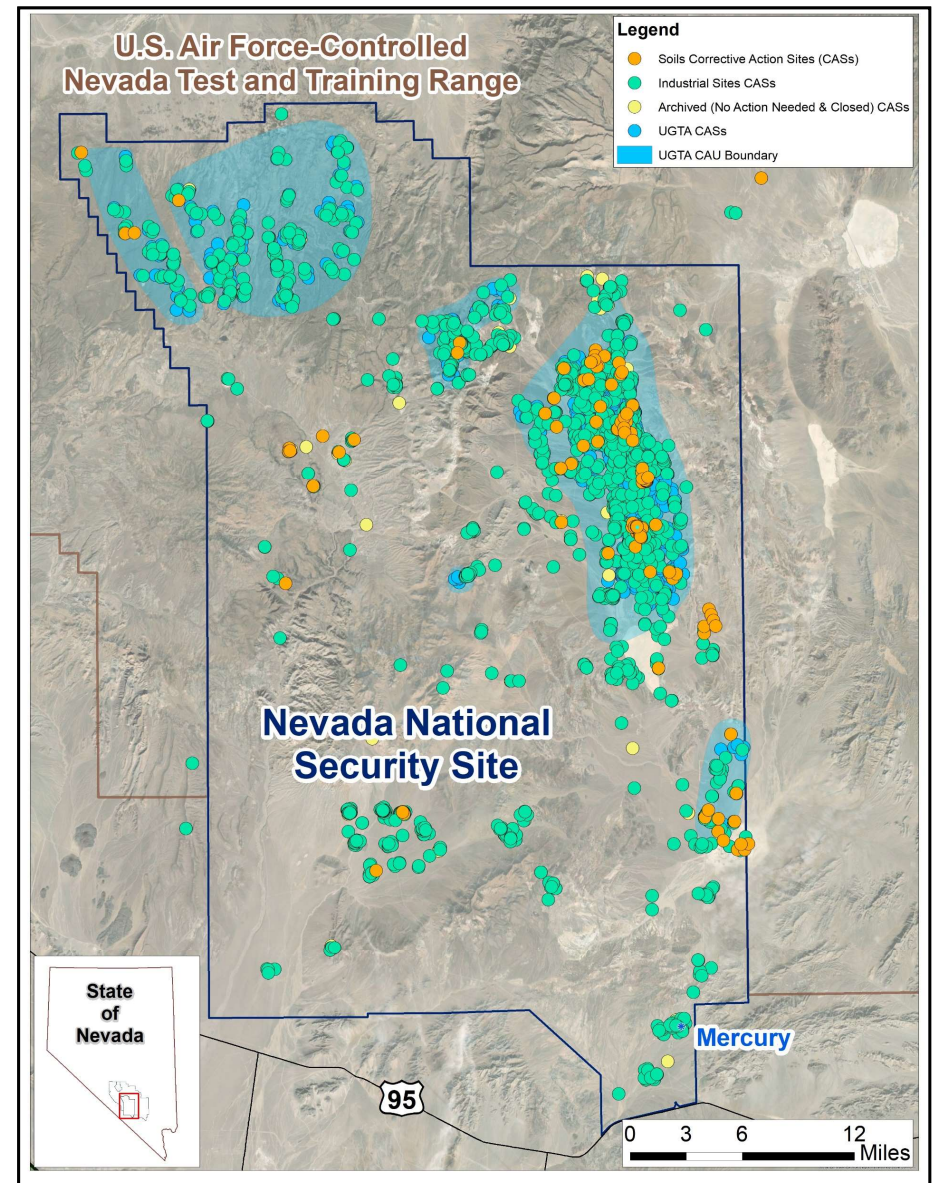 U.S. Air Force-Controlled
Nevada Test and Training Range
Legend
Soils Corrective Action Sites (CASs)
Industrial Sites CASs
Archived (No Action Needed & Closed) CASs
UGTA CASs
UGTA CAU Boundary
Nevada National
Security Site
State
of
Nevada
Mercury
95
0 3 6 12
Miles